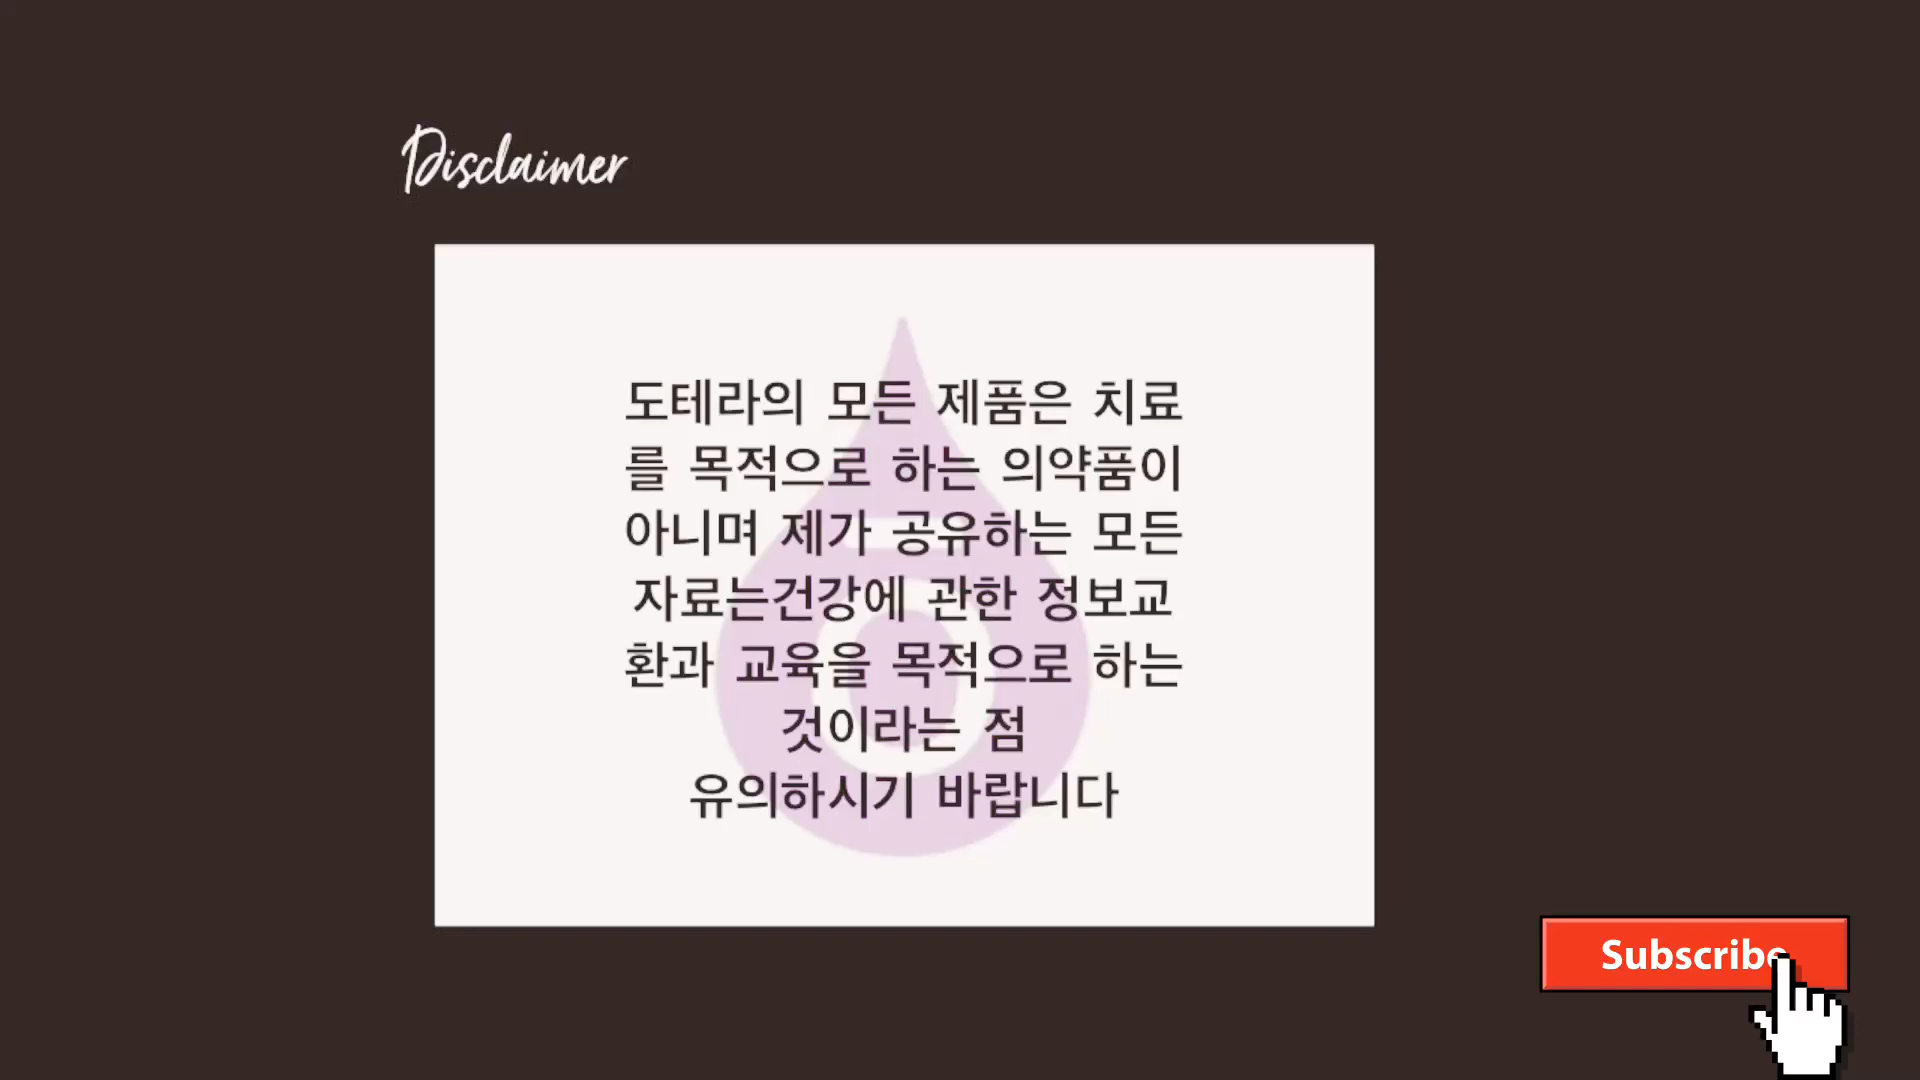 Disclaimer
도테라의 모든 제품은 치료
를 목적으로 하는 의약품이
아니며 제가 공유하는 모든
자료는건강에 관한 정보교
환과 교육을 목적으로 하는
것이라는 점
유의하시기 바랍니다
Subscribe